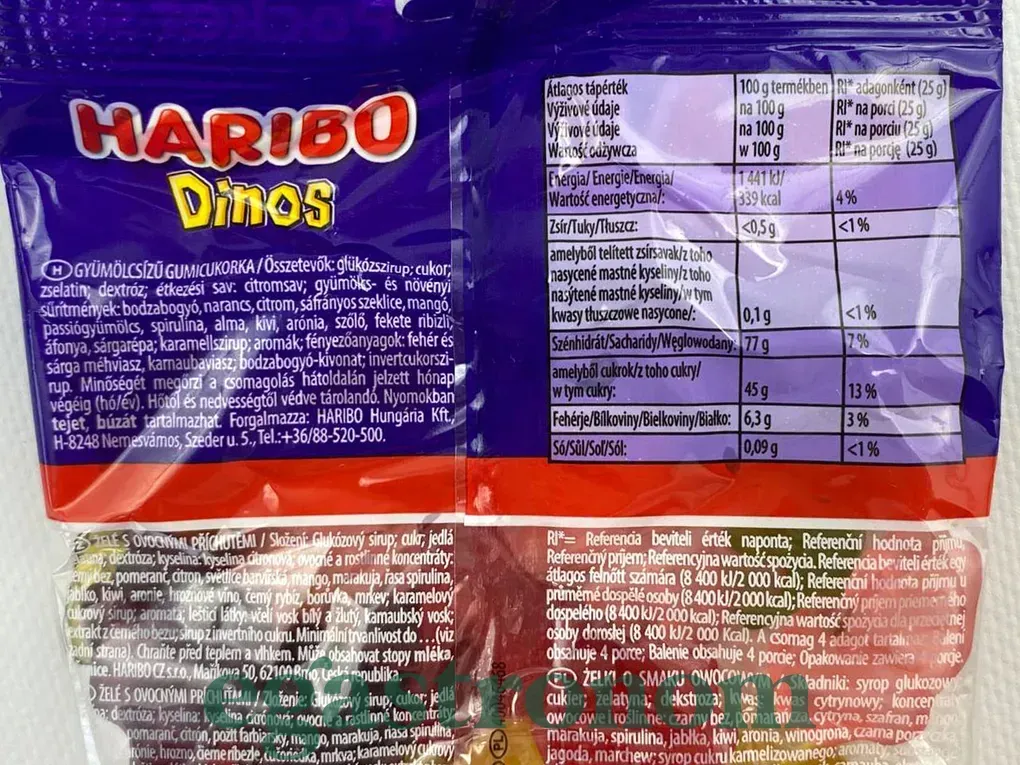 HARIBO
Dinos
H GYÜMÖLCSÍZŰ GUMICUKORKA / Összetevők: glükózszirup; cukor;
zselatin; dextróz; étkezési sav: citromsav; gyümölcs- és növényi
sűrítmények: bodzabogyó, narancs, citrom, sáfrányos szeklice, mangó,
passiógyümölcs, spirulina, alma, kivi, arónia, szőlő, fekete ribizli,
áfonya, sárgarépa; karamellszirup; aromák; fényezőanyagok: fehér és
sárga méhviasz, karnaubaviasz; bodzabogyó-kivonat; invertcukorszi-
rup. Minőségét megőrzi a csomagolás hátoldalán jelzett hónap
végéig (hó/év). Hőtől és nedvességtől védve tárolandó. Nyomokban
tejet, búzát tartalmazhat. Forgalmazza: HARIBO Hungária Kft.,
H-8248 Nemesvámos, Szeder u. 5., Tel.:+36/88-520-500.
Átlagos tápérték 100 g termékben RI* adagonként (25 g)
Výživové údaje na 100 g RI* na porci (25 g)
Výživové údaje na 100 g RI* na porciu (25 g)
Wartość odżywcza w 100 g RI* na porcję (25 g)
Energia/ Energie/Energia/ 1 441 kJ/
Wartość energetyczna/: 339 kcal 4 %
Zsír/Tuky/Tłuszcz: <0,5 g <1 %
amelyből telített zsírsavak/z toho
nasycené mastné kyseliny/z toho
nasýtené mastné kyseliny/w tym
kwasy tłuszczowe nasycone/: 0,1 g <1 %
Szénhidrát/Sacharidy/Węglowodany: 77 g 7 %
amelyből cukrok/z toho cukry/
w tym cukry: 45 g 13 %
Fehérje/Bílkoviny/Bielkoviny/Białko: 6,3 g 3 %
Só/Sůl/Soľ/Sól: 0,09 g <1 %
ŽELÉ S OVOCNÝMI PŘÍCHUTĚMI / Složení: Glukózový sirup; cukr; jedlá
dextróza; kyselina: kyselina citronová; ovocné a rostlinné koncentráty:
bez, pomeranč, citron, světlice barvířská, mango, marakuja, řasa spirulina,
jablko, kiwi, aronie, hroznové víno, černý rybíz, borůvka, mrkev; karamelový
cukrový sirup; aromata; lešticí látky: včelí vosk bílý a žlutý, karnaubský vosk;
extrakt z černého bezu; sirup z invertního cukru. Minimální trvanlivost do ...(viz
zadní strana). Chraňte před teplem a vlhkem. Může obsahovat stopy mléka,
HARIBO CZ s.r.o., Maříkova 50, 62100 Brno, Česká republika
ŽELÉ S OVOCNÝMI PRÍCHUŤAMI / Zloženie: Glukózový sirup; cukor; jedlá
dextróza; kyselina: kyselina citrónová; ovocné a rastlinné koncentráty:
pomaranč, citrón, požlt farbiarsky, mango, marakuja, riasa spirulina,
arónie, hrozno, čierne ríbezle, čučoriedka, mrkva; karamelový cukrový
RI*= Referencia beviteli érték naponta; Referenční hodnota příjmu,
Referenčný príjem; Referencyjna wartość spożycia. Referencia beviteli érték egy
átlagos felnőtt számára (8 400 kJ/2 000 kcal); Referenční hodnota příjmu u
průměrné dospělé osoby (8 400 kJ/2 000 kcal); Referenčný príjem priemerného
dospelého (8 400 kJ/2 000 kcal); Referencyjna wartość spożycia dla przeciętnej
osoby dorosłej (8 400 kJ/2 000 Kcal). A csomag 4 adagot tartalmaz; Balení
obsahuje 4 porce; Balenie obsahuje 4 porcie; Opakowanie zawiera porcje.
PL ŻELKI O SMAKU OWOCOWYM składniki: syrop glukozowy
cukier; żelatyna; dekstroza; kwas: kwas cytrynowy; koncentraty
owocowe i roślinne: czarny bez, pomarańcza, cytryna, szafran, mango
marakuja, spirulina, jabłka, kiwi, aronia, winogrona, czarna porzeczka
jagoda, marchew; syrop cukru karmelizowanego; aromaty;
egastronom
PL